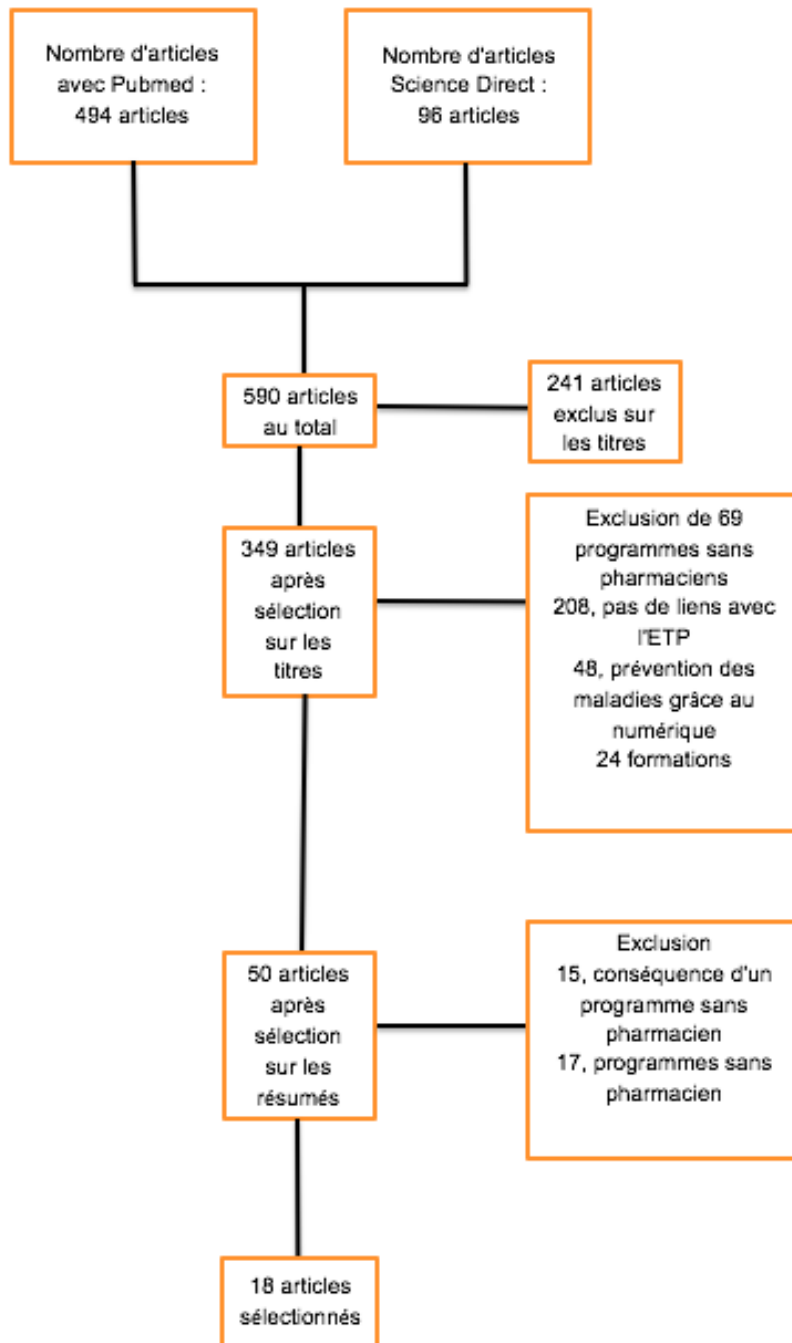 Nombre d'articles
avec Pubmed :
494 articles
Nombre d'articles
Science Direct :
96 articles
590 articles
au total
241 articles
exclus sur
les titres
349 articles
après
sélection
sur les
titres
Exclusion de 69
programmes sans
pharmaciens
208, pas de liens avec
l'ETP
48, prévention des
maladies grâce au
numérique
24 formations
50 articles
après
sélection
sur les
résumés
Exclusion
15, conséquence d'un
programme sans
pharmacien
17, programmes sans
pharmacien
18 articles
sélectionnés